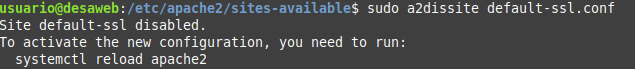 usuario@desaweb:/etc/apache2/sites-available$ sudo a2dissite default-ssl.conf
Site default-ssl disabled.
To activate the new configuration, you need to run:
  systemctl reload apache2